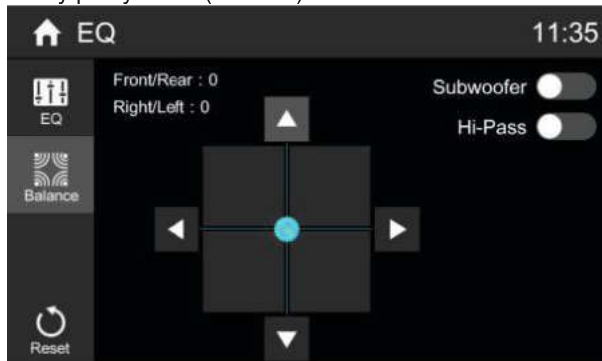 EQ
11:35
EQ
Balance
Reset
Front/Rear : 0
Right/Left : 0
Subwoofer
Hi-Pass